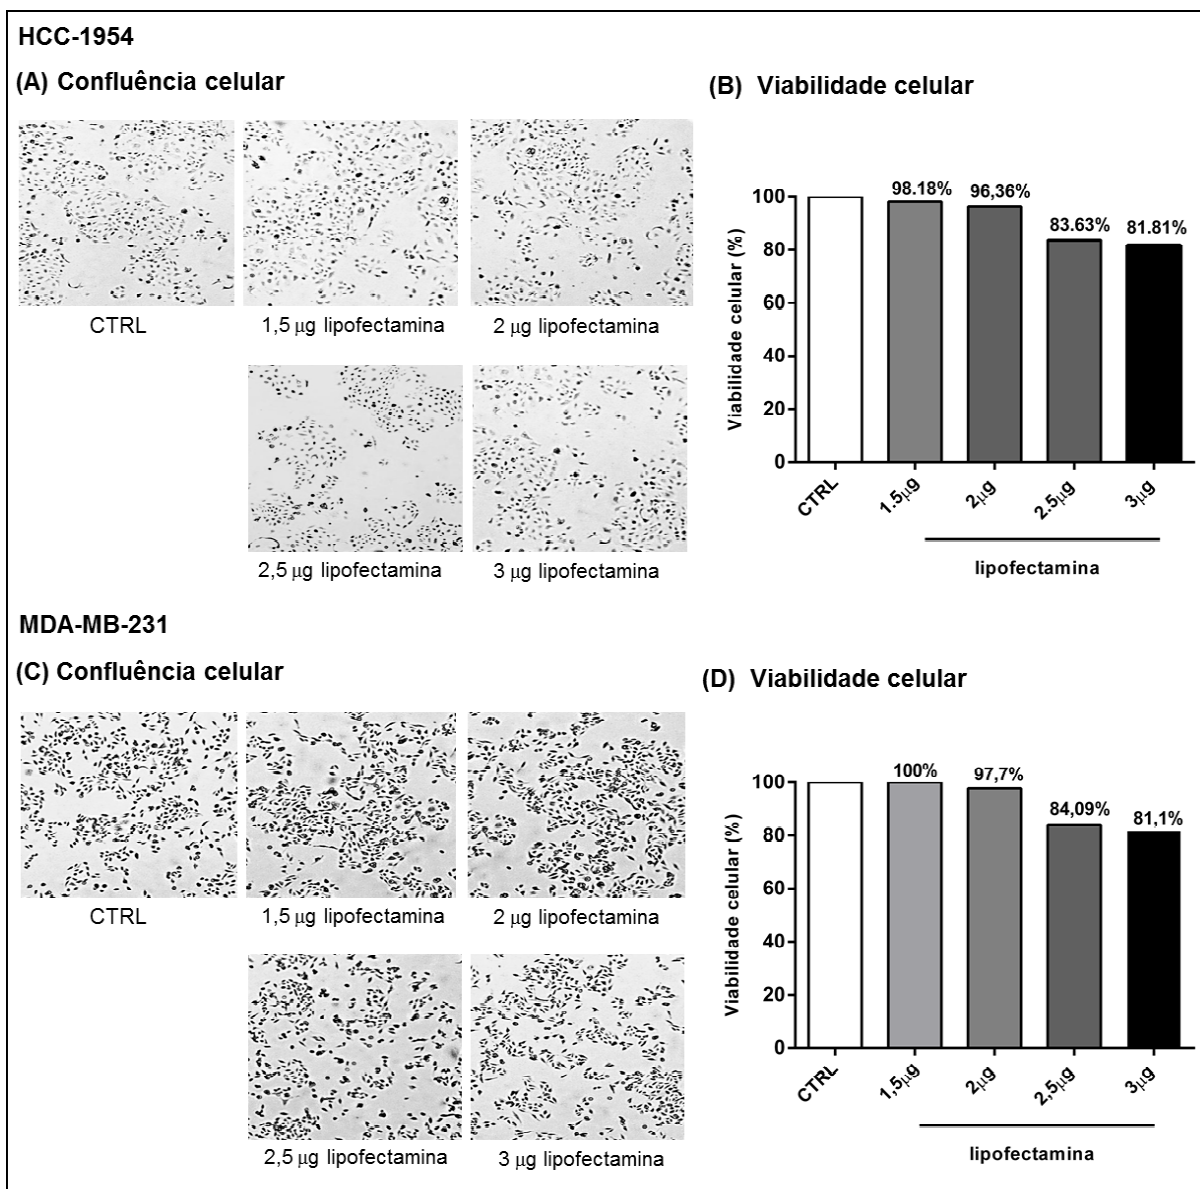 HCC-1954
(A) Confluência celular
CTRL
1,5 μg lipofectamina
2 μg lipofectamina
2,5 μg lipofectamina
3 μg lipofectamina
(B) Viabilidade celular
Viabilidade celular (%)
100
80
60
40
20
0
98.18%
96,36%
83.63%
81.81%
CTRL
1.5μg
2μg
2.5μg
3μg
lipofectamina
MDA-MB-231
(C) Confluência celular
CTRL
1,5 μg lipofectamina
2 μg lipofectamina
2,5 μg lipofectamina
3 μg lipofectamina
(D) Viabilidade celular
Viabilidade celular (%)
100
80
60
40
20
0
100%
97,7%
84,09%
81,1%
CTRL
1,5μg
2μg
2,5μg
3μg
lipofectamina